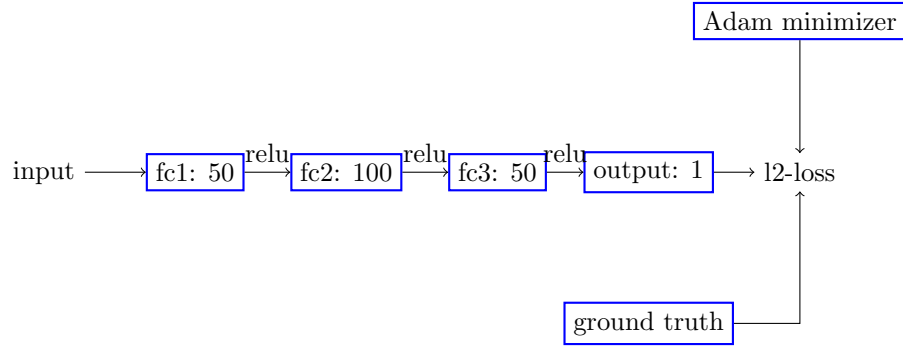 Adam minimizer
input
fc1: 50
relu
fc2: 100
relu
fc3: 50
relu
output: 1
l2-loss
ground truth